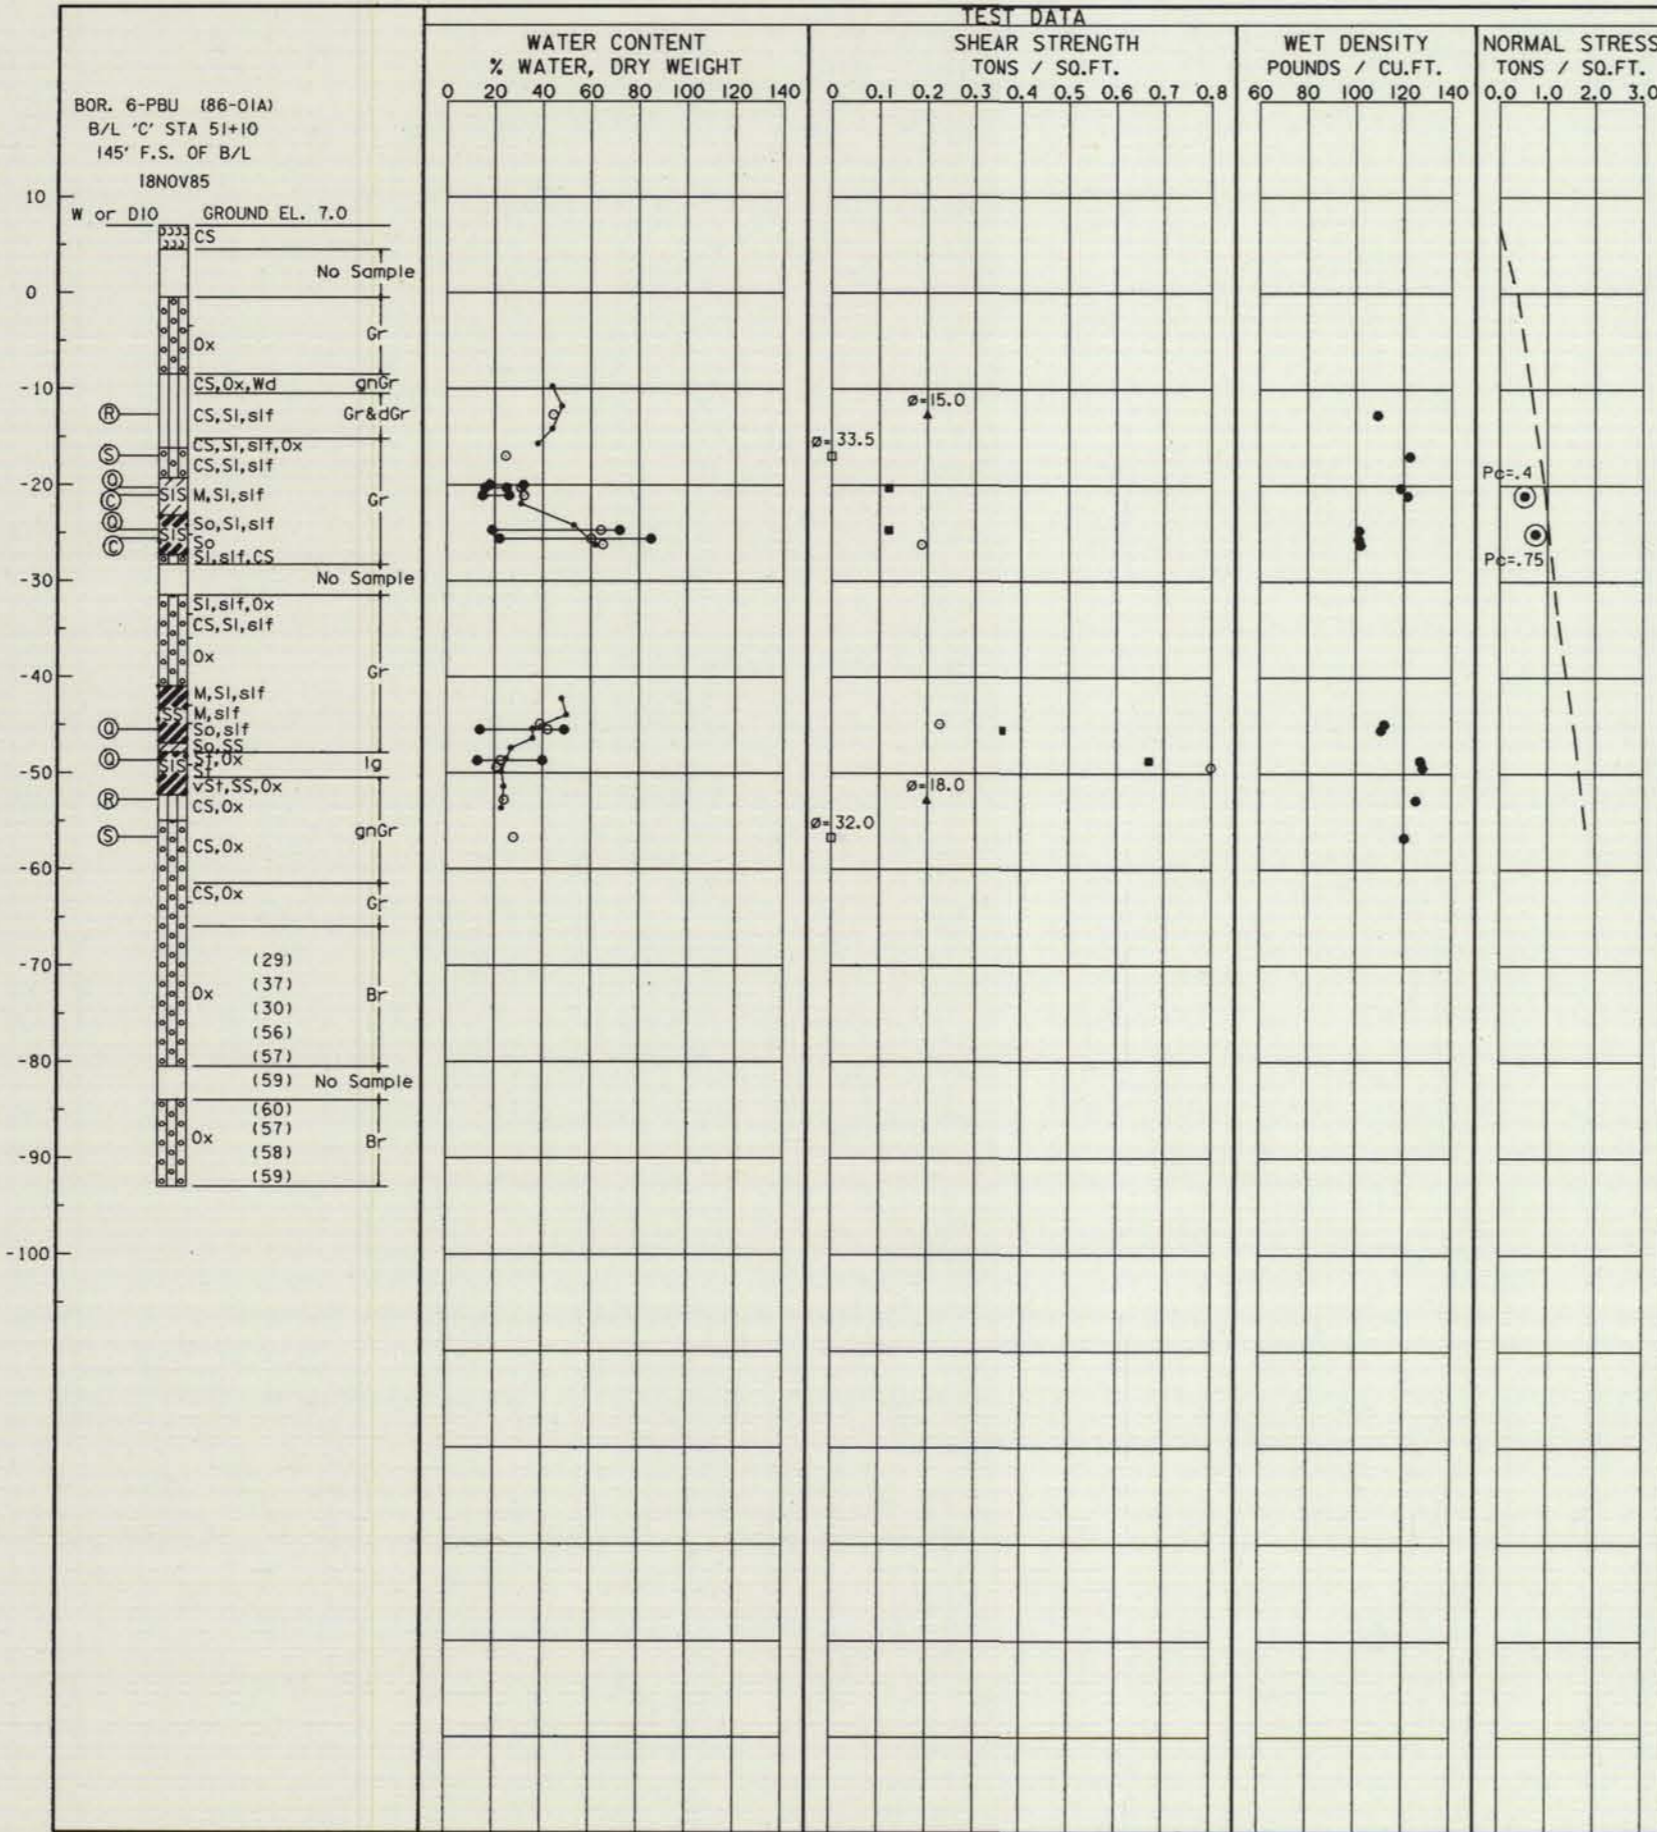 TEST DATA
WATER CONTENT
% WATER, DRY WEIGHT
0 20 40 60 80 100 120 140
SHEAR STRENGTH
TONS / SQ.FT.
0 0.1 0.2 0.3 0.4 0.5 0.6 0.7 0.8
WET DENSITY
POUNDS / CU.FT.
60 80 100 120 140
NORMAL STRESS
TONS / SQ.FT.
0.0 1.0 2.0 3.0
BOR. 6-PBU (86-01A)
B/L 'C' STA 51+10
145' F.S. OF B/L
18NOV85
10
W or D10 GROUND EL. 7.0
CS
No Sample
0
Gr
Ox
-10
CS,Ox,Wd gnGr
Ø=15.0
R CS,SI,slf Gr&dGr
Ø= 33.5
CS,SI,slf,Ox
S CS,SI,slf
Pc=.4
Q
-20
SIS M,SI,slf Gr
C
Q So,SI,slf
SIS So
C SI,slf,CS
Pc=.75
-30
No Sample
SI,slf,Ox
CS,SI,slf
Ox
-40
Gr
M,SI,slf
SS M,slf
Q So,slf
So,SS
Q St,Ox Ig
SIS St
-50
vSt,SS,Ox
Ø=18.0
R CS,Ox
Ø= 32.0
gnGr
S CS,Ox
-60
CS,Ox Gr
-70
(29)
(37)
Ox Br
(30)
(56)
(57)
-80
(59) No Sample
(60)
(57)
Ox Br
(58)
-90
(59)
-100